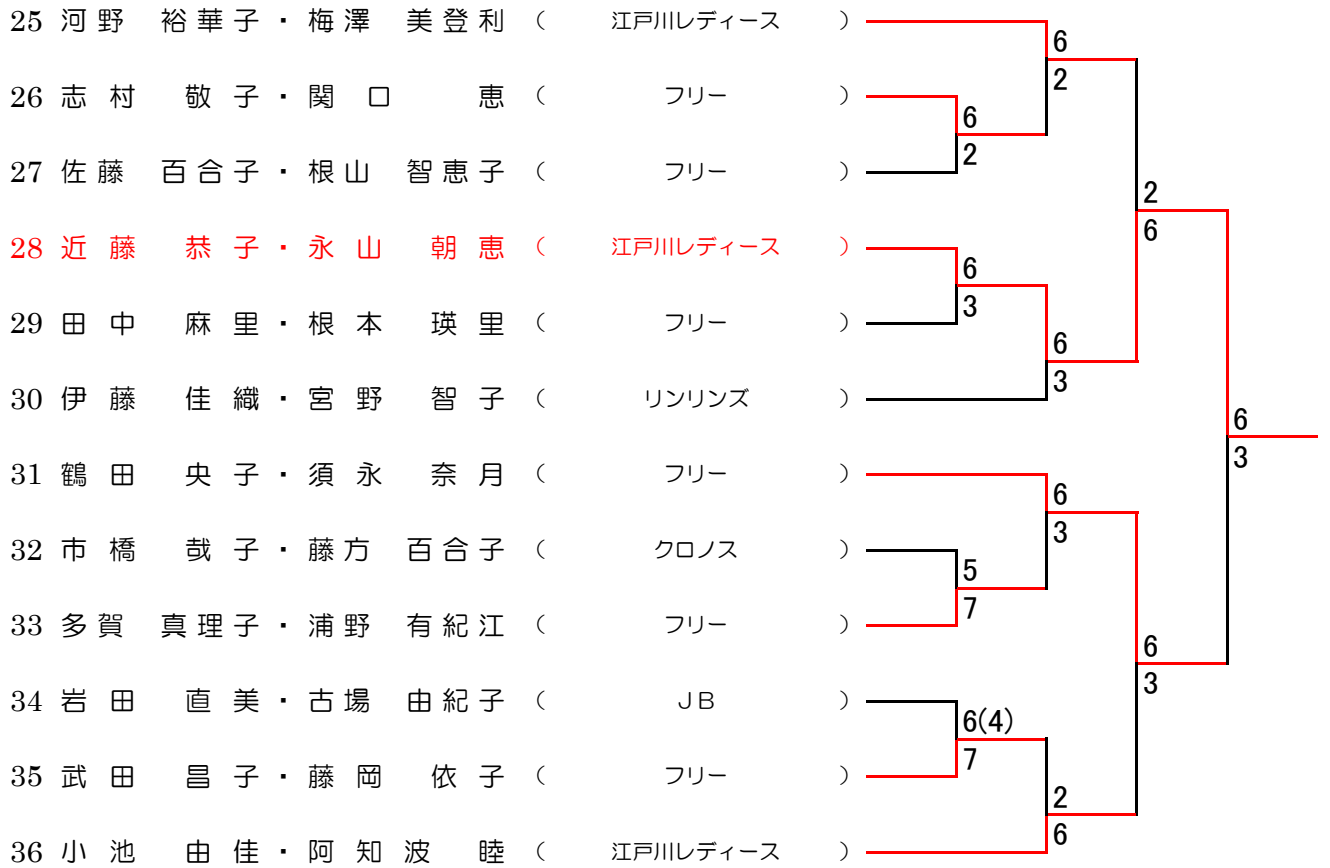 25 河野 裕華子・梅澤 美登利 ( 江戸川レディース )
6
2
26 志村 敬子・関口 恵 ( フリー )
6
2
27 佐藤 百合子・根山 智恵子 ( フリー )
2
6
28 近藤 恭子・永山 朝恵 ( 江戸川レディース )
6
3
29 田中 麻里・根本 瑛里 ( フリー )
6
3
30 伊藤 佳織・宮野 智子 ( リンリンズ )
6
3
31 鶴田 央子・須永 奈月 ( フリー )
6
3
32 市橋 哉子・藤方 百合子 ( クロノス )
5
7
33 多賀 真理子・浦野 有紀江 ( フリー )
6
3
34 岩田 直美・古場 由紀子 ( JB )
6(4)
7
35 武田 昌子・藤岡 依子 ( フリー )
2
6
36 小池 由佳・阿知波 睦 ( 江戸川レディース )